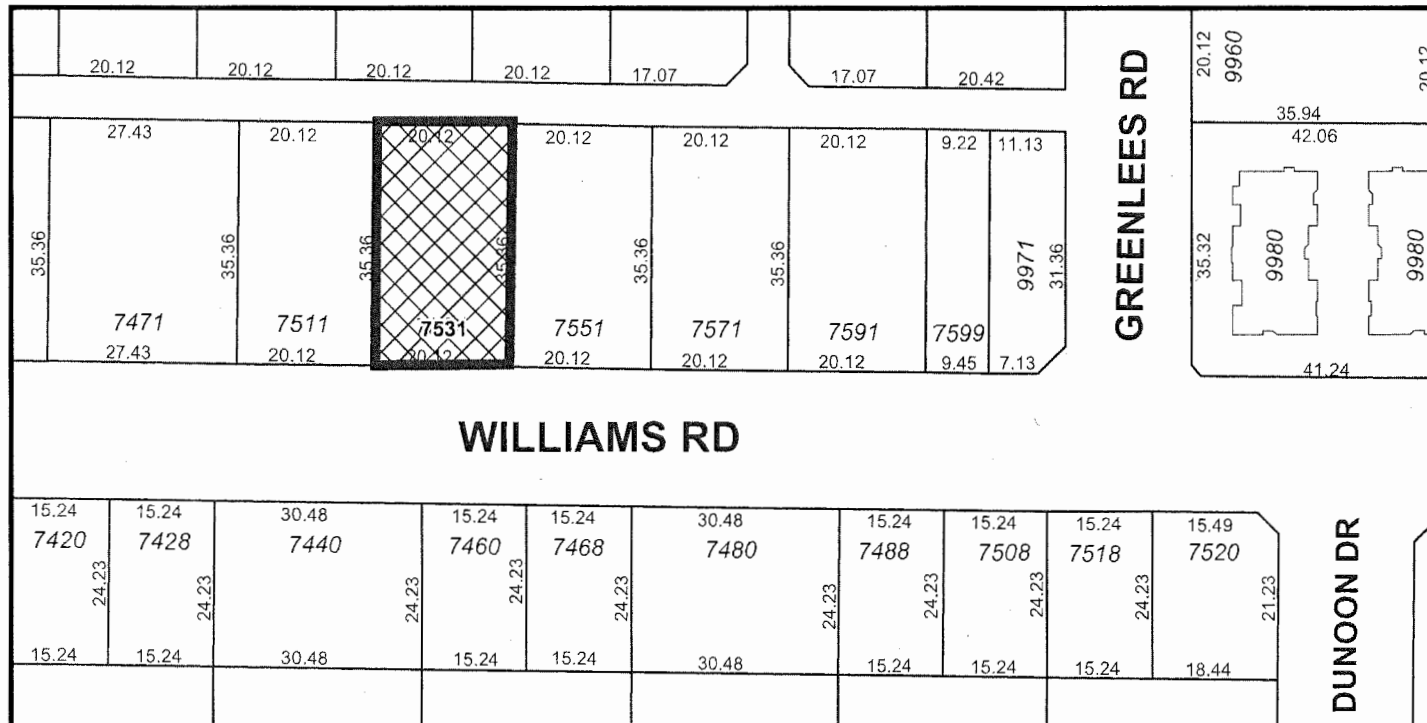 20.12 20.12 20.12 20.12 17.07 17.07 20.42
20.12
9960
20.12
35.94
27.43 20.12 20.12 20.12 20.12 20.12 9.22 11.13
42.06
35.36 35.36 35.36 35.36 35.36 35.36
9971
31.36
GREENLEES RD
35.32
9980
9980
7471 7511 7531 7551 7571 7591 7599
27.43 20.12 20.12 20.12 20.12 20.12 9.45 7.13
41.24
WILLIAMS RD
15.24 15.24 30.48 15.24 15.24 30.48 15.24 15.24 15.24 15.49
7420 7428 7440 7460 7468 7480 7488 7508 7518 7520
24.23 24.23 24.23 24.23 24.23 24.23 24.23 24.23 24.23 21.23
DUNOON DR
15.24 15.24 30.48 15.24 15.24 30.48 15.24 15.24 15.24 18.44